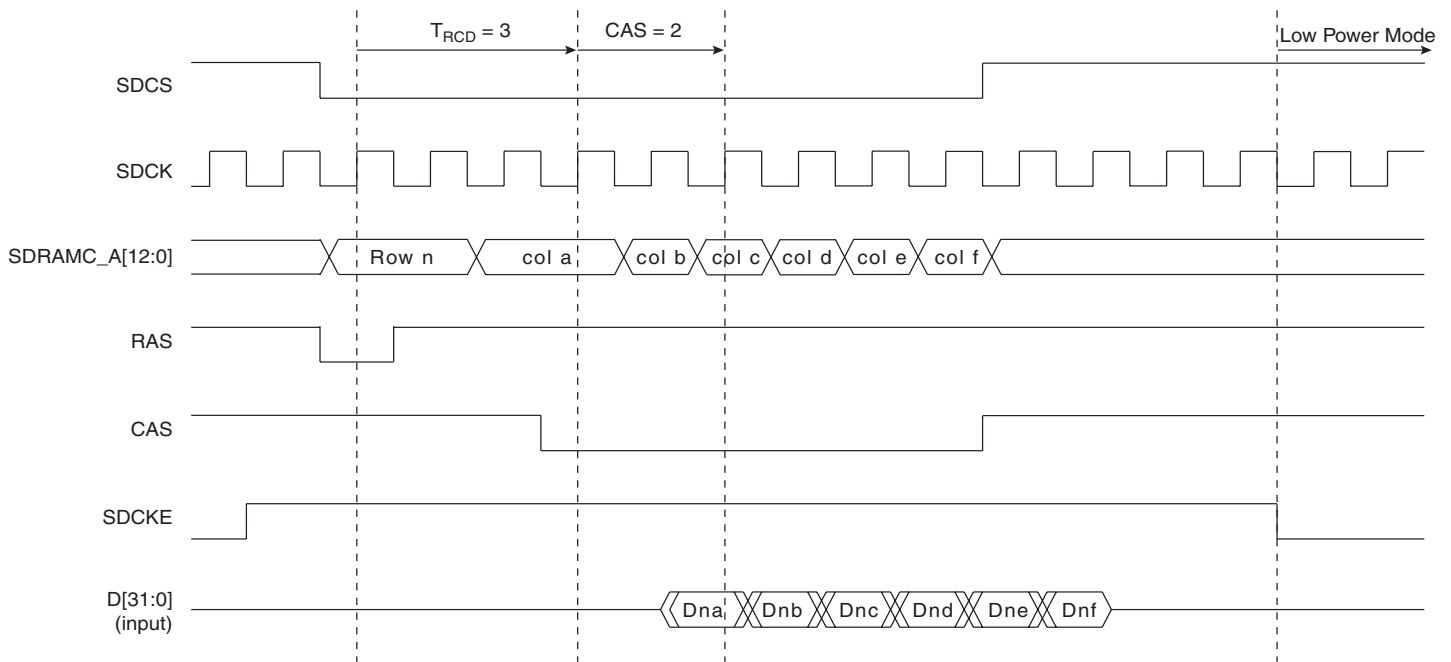 T_RCD = 3
CAS = 2
Low Power Mode
SDCS
SDCK
SDRAMC_A[12:0]
Row n
col a
col b
col c
col d
col e
col f
RAS
CAS
SDCKE
D[31:0]
(input)
Dna
Dnb
Dnc
Dnd
Dne
Dnf